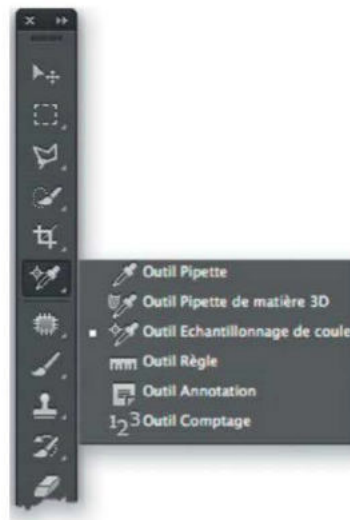 Outil Pipette
Outil Pipette de matière 3D
Outil Echantillonnage de coule
Outil Règle
Outil Annotation
Outil Comptage